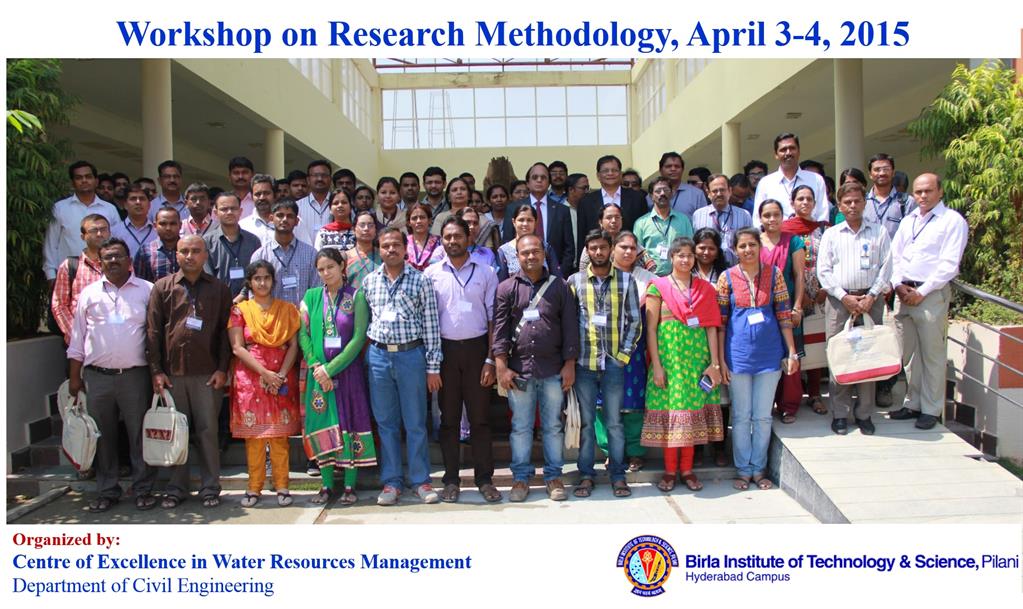 Workshop on Research Methodology, April 3-4, 2015
Organized by:
Centre of Excellence in Water Resources Management
Department of Civil Engineering
Birla Institute of Technology & Science, Pilani
Hyderabad Campus